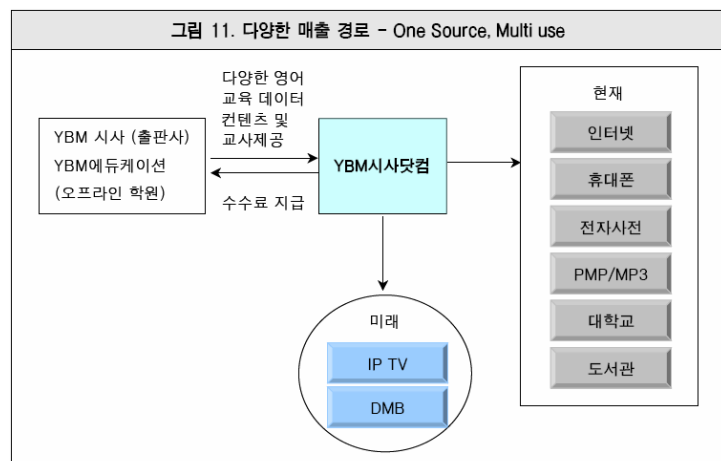 그림 11. 다양한 매출 경로 - One Source, Multi use
다양한 영어
교육 데이터
컨텐츠 및
교사제공
YBM 시사 (출판사)
YBM에듀케이션
(오프라인 학원)
수수료 지급
YBM시사닷컴
현재
인터넷
휴대폰
전자사전
PMP/MP3
대학교
도서관
미래
IP TV
DMB